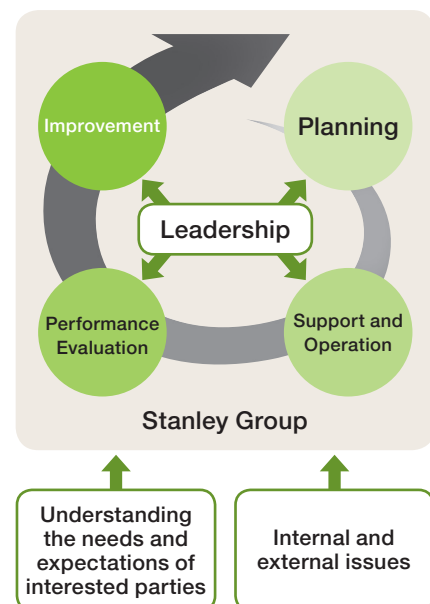 Improvement
Planning
Leadership
Performance
Evaluation
Support and
Operation
Stanley Group
Understanding
the needs and
expectations of
interested parties
Internal and
external issues